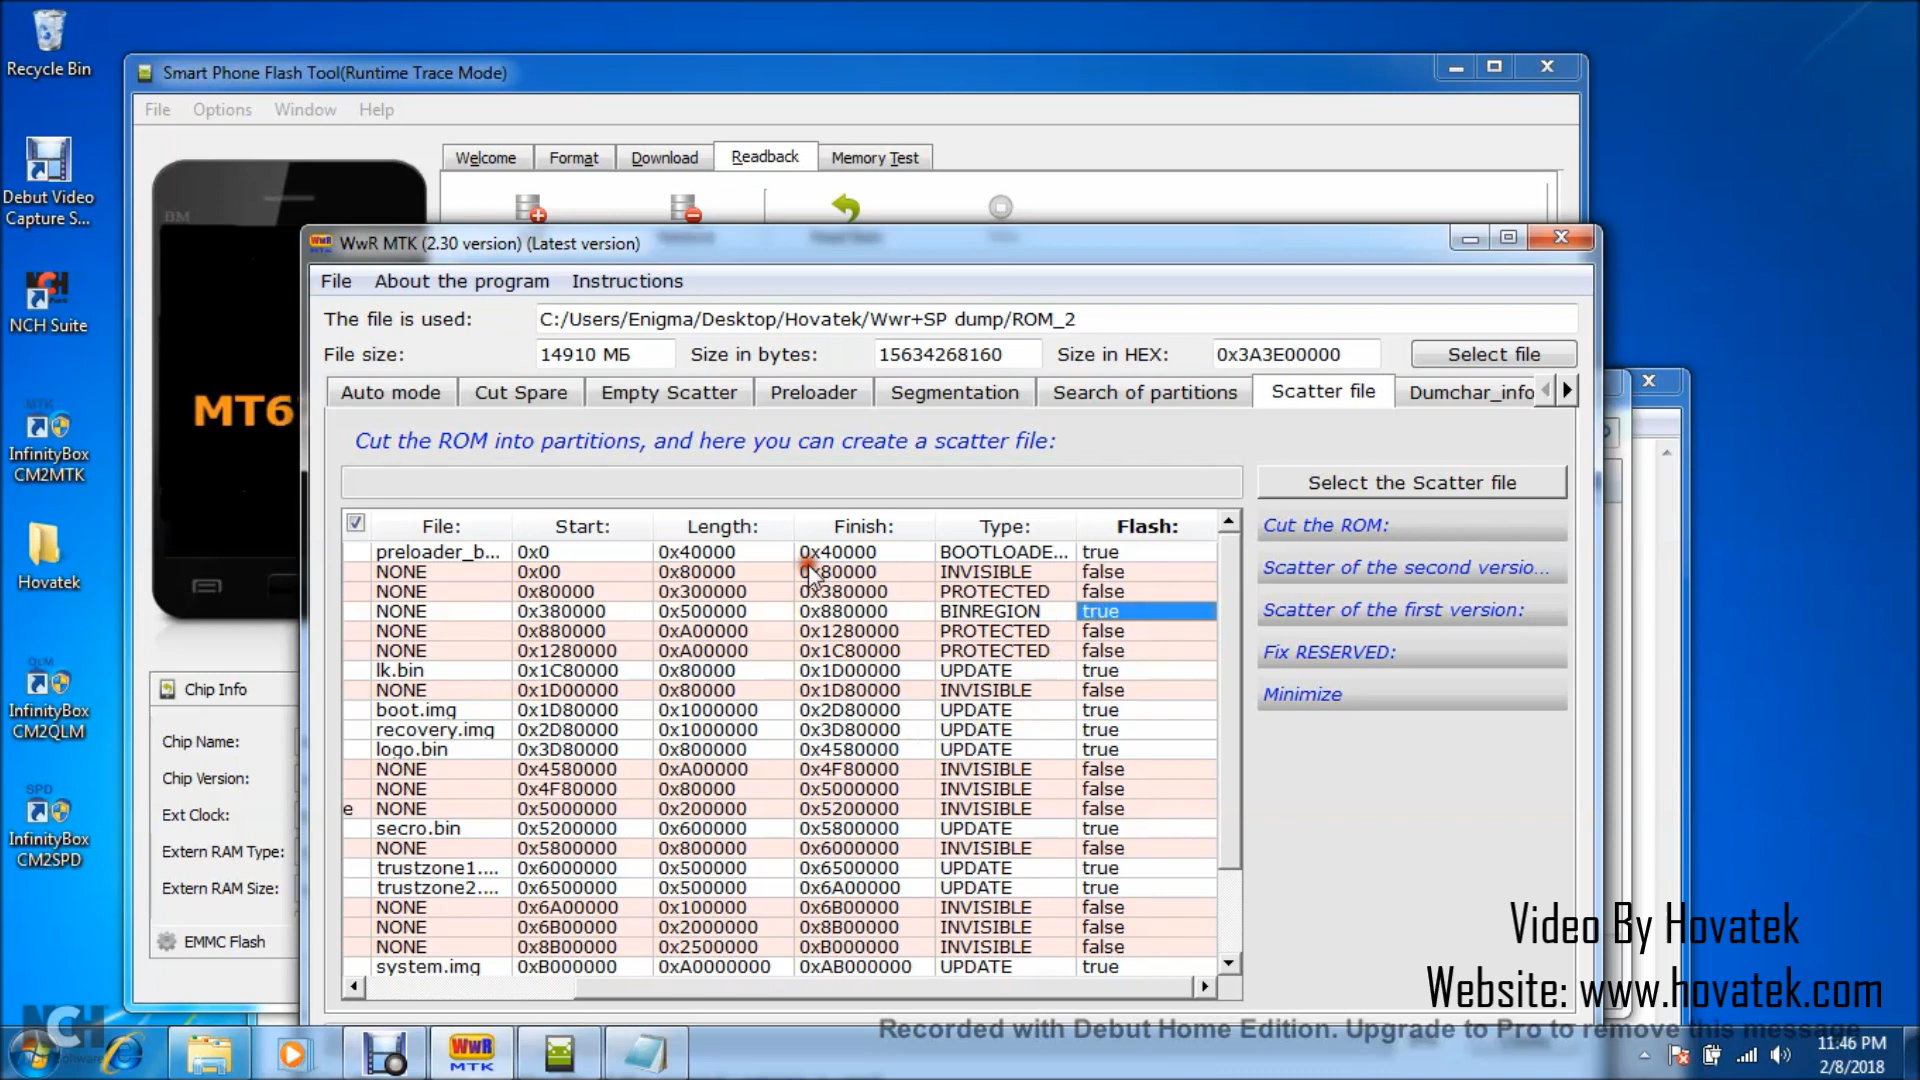 Recycle Bin
Debut Video
Capture S...
NCH Suite
MTK
InfinityBox
CM2MTK
Hovatek
QLM
InfinityBox
CM2QLM
SPD
InfinityBox
CM2SPD
Smart Phone Flash Tool(Runtime Trace Mode)
File Options Window Help
Welcome Format Download Readback Memory Test
BM
MT6
Chip Info
Chip Name:
Chip Version:
Ext Clock:
Extern RAM Type:
Extern RAM Size:
EMMC Flash
WwR MTK (2.30 version) (Latest version)
File About the program Instructions
The file is used: C:/Users/Enigma/Desktop/Hovatek/Wwr+SP dump/ROM_2
File size: 14910 МБ Size in bytes: 15634268160 Size in HEX: 0x3A3E00000 Select file
Auto mode Cut Spare Empty Scatter Preloader Segmentation Search of partitions Scatter file Dumchar_info
Cut the ROM into partitions, and here you can create a scatter file:
Select the Scatter file
Cut the ROM:
Scatter of the second versio...
Scatter of the first version:
Fix RESERVED:
Minimize
File: Start: Length: Finish: Type: Flash:
preloader_b... 0x0 0x40000 0x40000 BOOTLOADE... true
NONE 0x00 0x80000 0x80000 INVISIBLE false
NONE 0x80000 0x300000 0x380000 PROTECTED false
NONE 0x380000 0x500000 0x880000 BINREGION true
NONE 0x880000 0xA00000 0x1280000 PROTECTED false
NONE 0x1280000 0xA00000 0x1C80000 PROTECTED false
lk.bin 0x1C80000 0x80000 0x1D00000 UPDATE true
NONE 0x1D00000 0x80000 0x1D80000 INVISIBLE false
boot.img 0x1D80000 0x1000000 0x2D80000 UPDATE true
recovery.img 0x2D80000 0x1000000 0x3D80000 UPDATE true
logo.bin 0x3D80000 0x800000 0x4580000 UPDATE true
NONE 0x4580000 0xA00000 0x4F80000 INVISIBLE false
NONE 0x4F80000 0x80000 0x5000000 INVISIBLE false
e NONE 0x5000000 0x200000 0x5200000 INVISIBLE false
secro.bin 0x5200000 0x600000 0x5800000 UPDATE true
NONE 0x5800000 0x800000 0x6000000 INVISIBLE false
trustzone1.... 0x6000000 0x500000 0x6500000 UPDATE true
trustzone2.... 0x6500000 0x500000 0x6A00000 UPDATE true
NONE 0x6A00000 0x100000 0x6B00000 INVISIBLE false
NONE 0x6B00000 0x2000000 0x8B00000 INVISIBLE false
NONE 0x8B00000 0x2500000 0xB000000 INVISIBLE false
system.img 0xB000000 0xA0000000 0xAB000000 UPDATE true
Video By Hovatek
Website: www.hovatek.com
NCH
Recorded with Debut Home Edition. Upgrade to Pro to remove this message
WwR
MTK
11:46 PM
2/8/2018